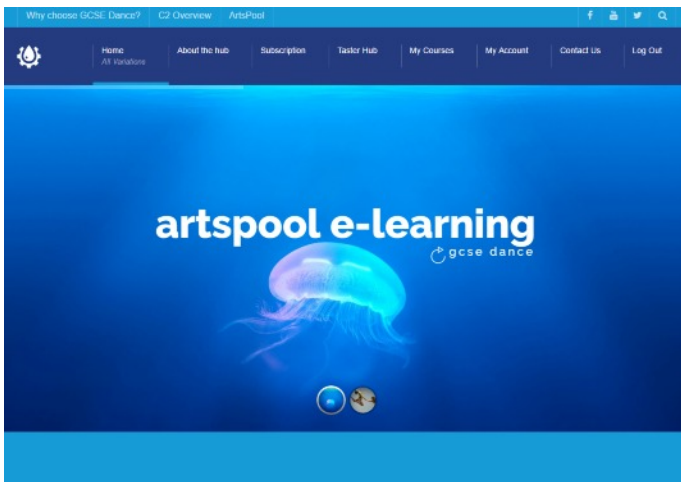 Why choose GCSE Dance? C2 Overview ArtsPool
Home About the hub Subscription Taster Hub My Courses My Account Contact Us Log Out
All Variations
artspool e-learning
gcse dance